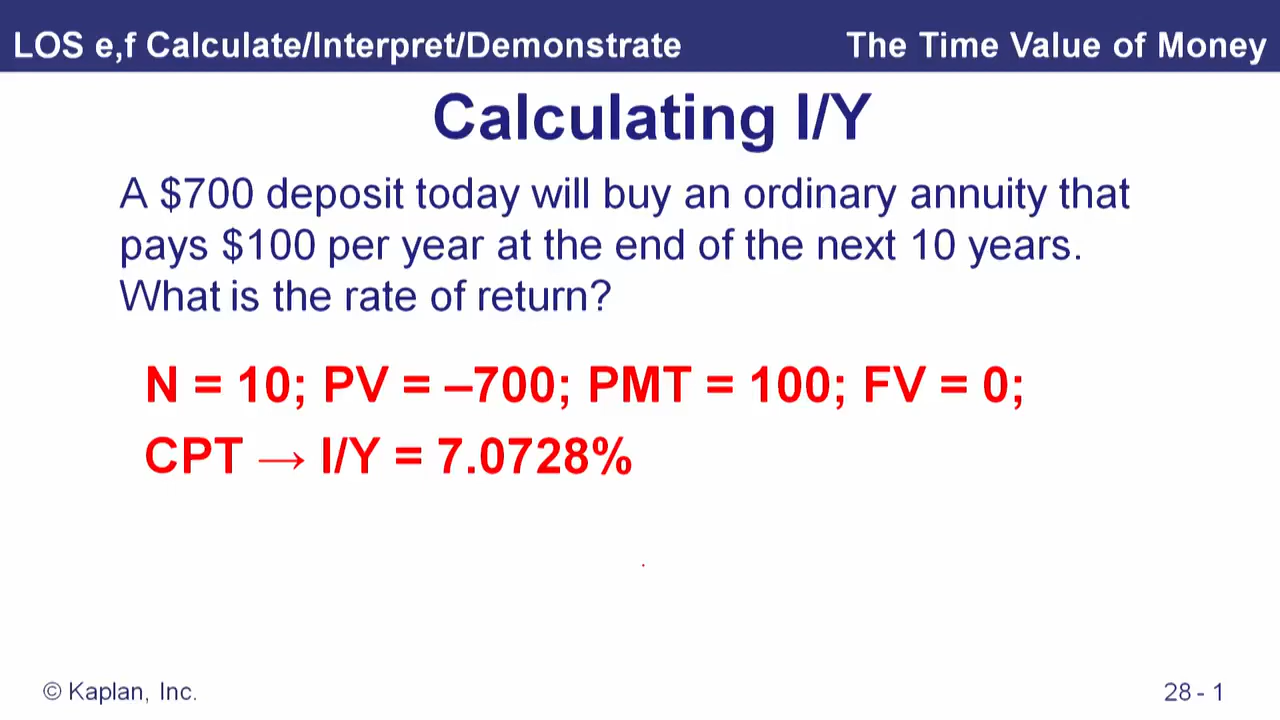 LOS e,f Calculate/Interpret/Demonstrate The Time Value of Money
Calculating I/Y
A $700 deposit today will buy an ordinary annuity that
pays $100 per year at the end of the next 10 years.
What is the rate of return?
N = 10; PV = –700; PMT = 100; FV = 0;
CPT → I/Y = 7.0728%
© Kaplan, Inc. 28 - 1